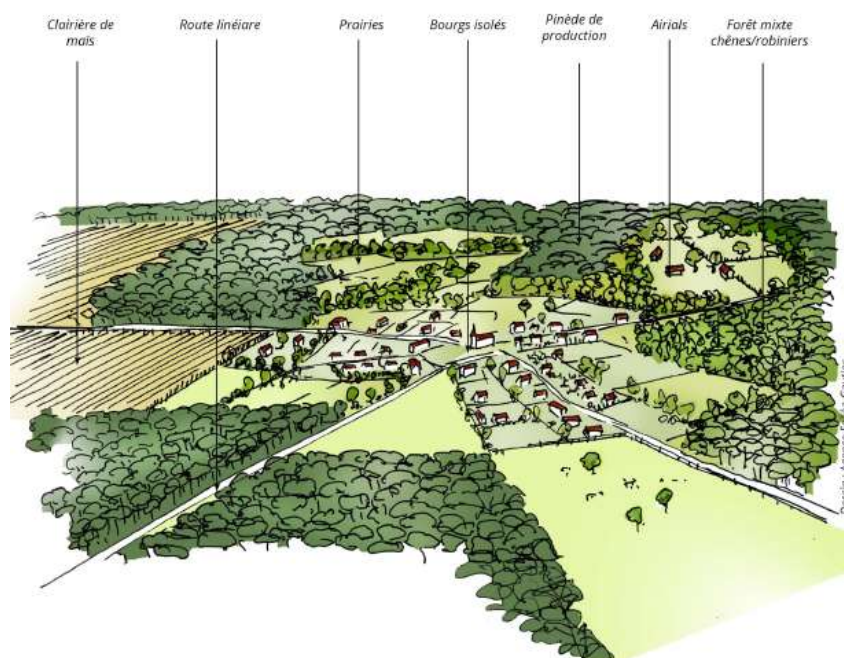 Clairière de
maïs
Route linéiare
Prairies
Bourgs isolés
Pinède de
production
Airials
Forêt mixte
chênes/robiniers